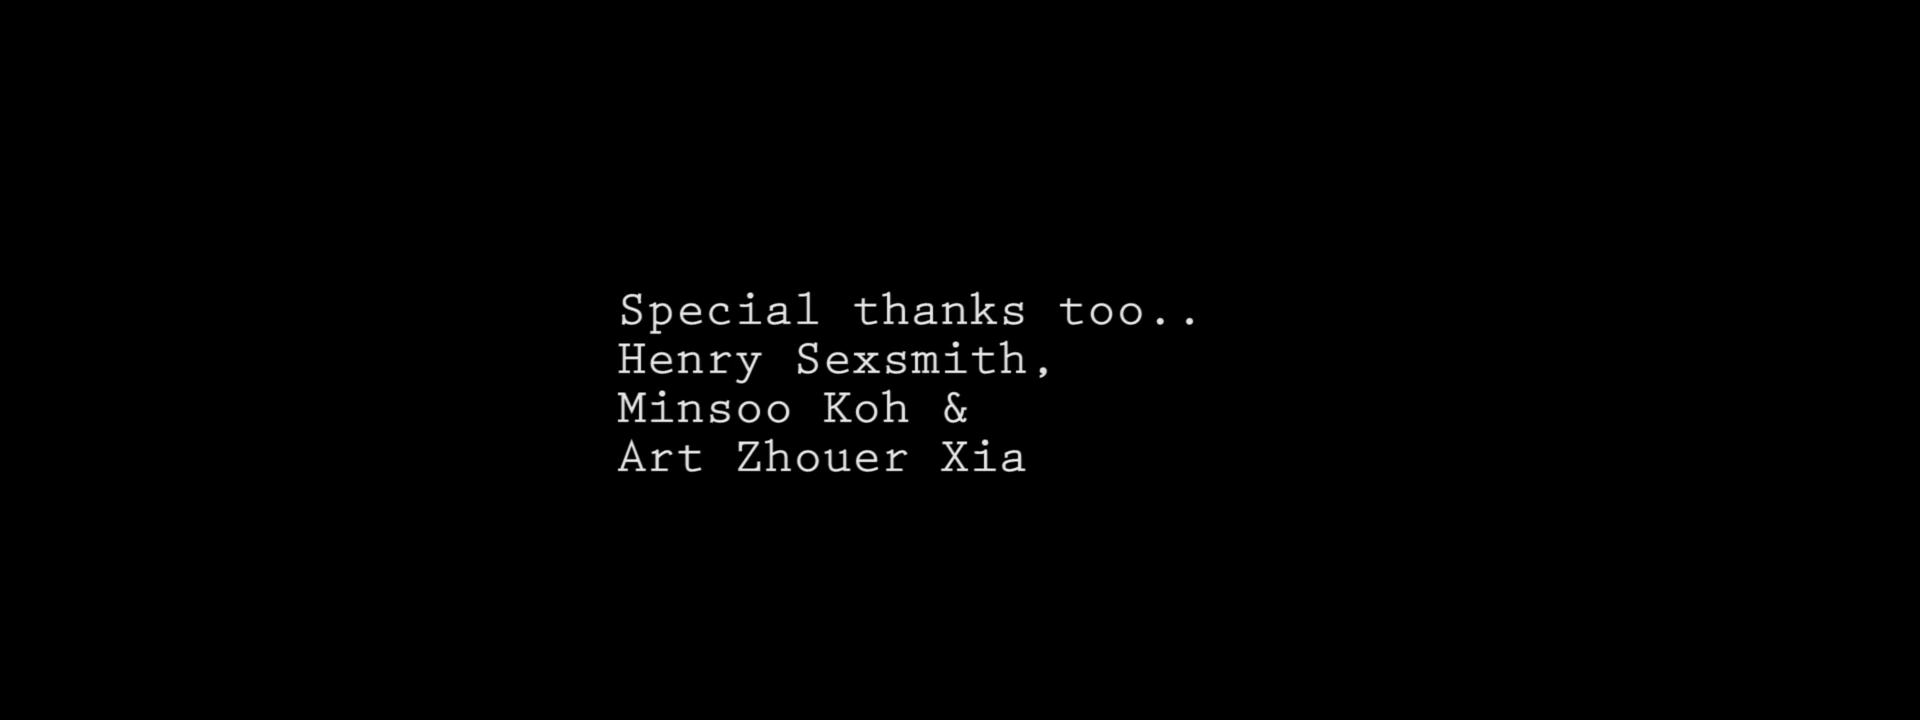 Special thanks too..
Henry Sexsmith,
Minsoo Koh &
Art Zhouer Xia